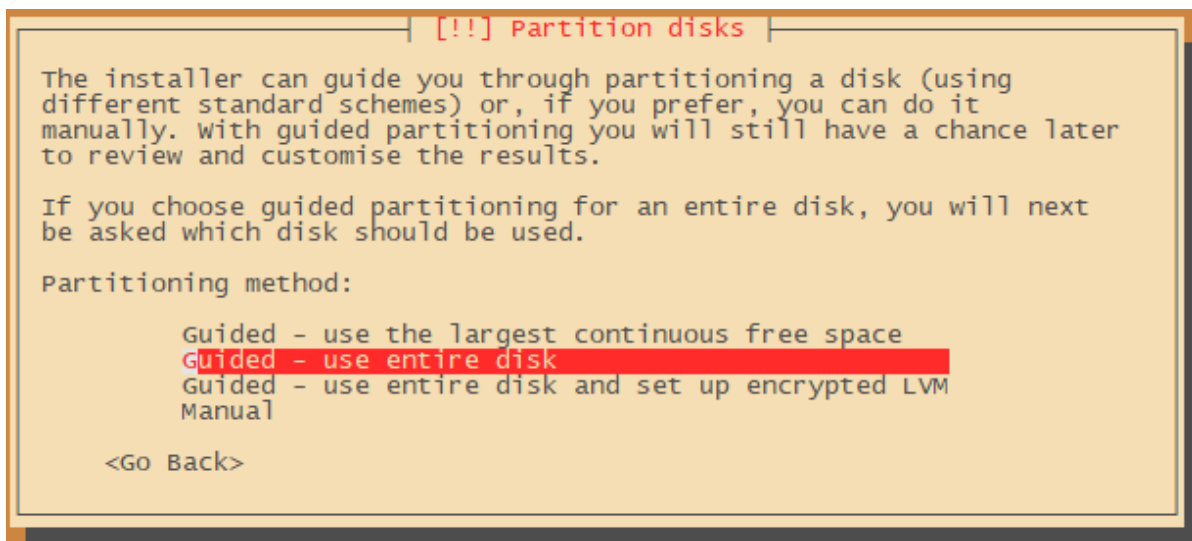 [!!] Partition disks
The installer can guide you through partitioning a disk (using
different standard schemes) or, if you prefer, you can do it
manually. With guided partitioning you will still have a chance later
to review and customise the results.
If you choose guided partitioning for an entire disk, you will next
be asked which disk should be used.
Partitioning method:
Guided - use the largest continuous free space
Guided - use entire disk
Guided - use entire disk and set up encrypted LVM
Manual
<Go Back>